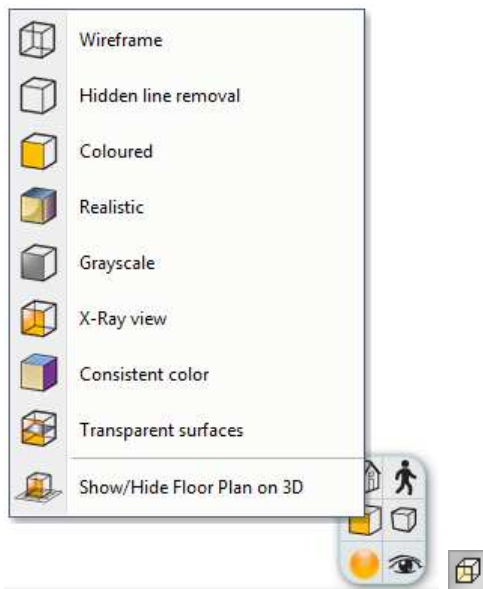 Wireframe
Hidden line removal
Coloured
Realistic
Grayscale
X-Ray view
Consistent color
Transparent surfaces
Show/Hide Floor Plan on 3D